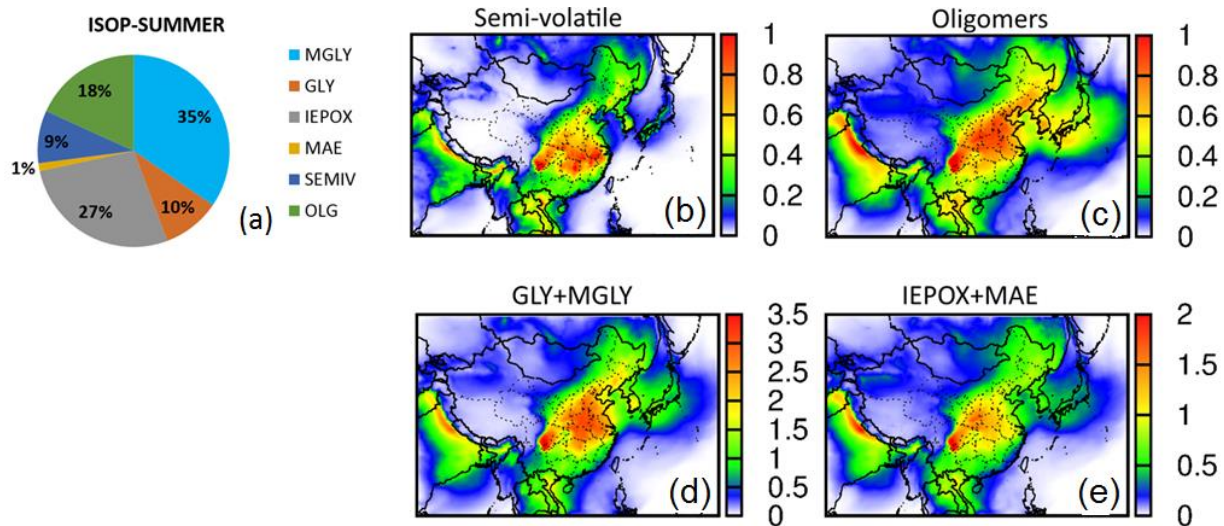 ISOP-SUMMER
35%
10%
27%
1%
9%
18%
MGLY
GLY
IEPOX
MAE
SEMIV
OLG
(a)
Semi-volatile
(b)
1
0.8
0.6
0.4
0.2
0
Oligomers
(c)
1
0.8
0.6
0.4
0.2
0
GLY+MGLY
(d)
3.5
3
2.5
2
1.5
1
0.5
0
IEPOX+MAE
(e)
2
1.5
1
0.5
0